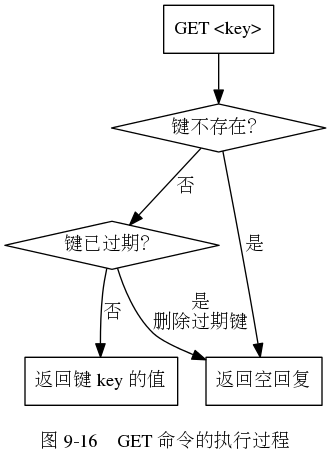 GET <key>
键不存在？
否
是
键已过期？
否
是
删除过期键
返回键 key 的值
返回空回复
图 9-16 GET 命令的执行过程